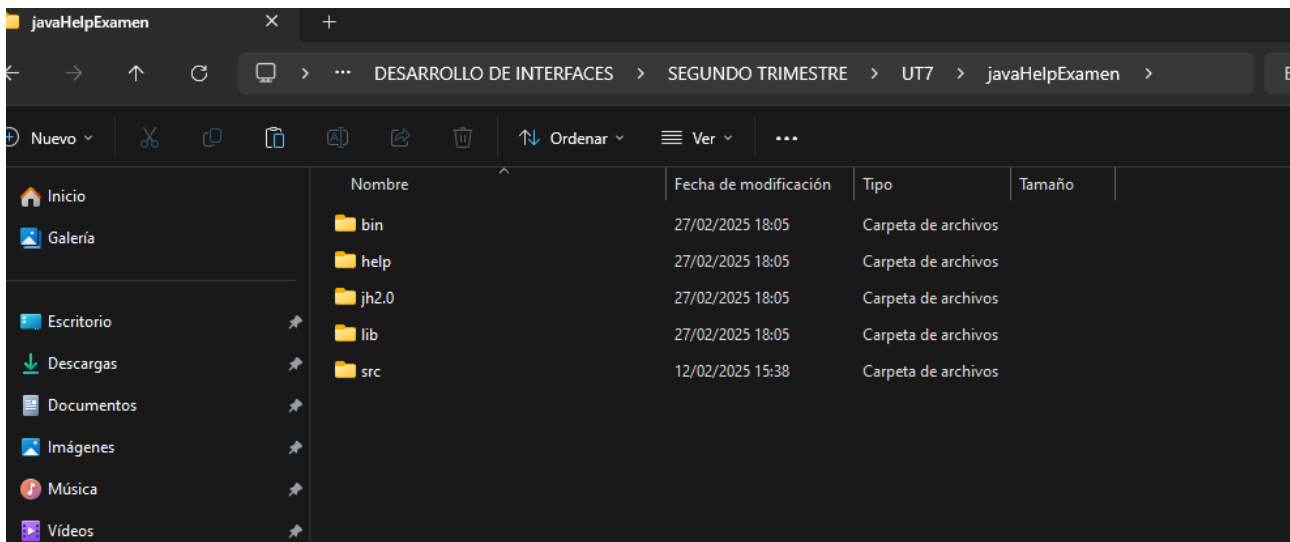 javaHelpExamen
DESARROLLO DE INTERFACES > SEGUNDO TRIMESTRE > UT7 > javaHelpExamen >
Nuevo Ordenar Ver
Nombre Fecha de modificación Tipo Tamaño
Inicio
Galería
Escritorio
Descargas
Documentos
Imágenes
Música
Vídeos
bin 27/02/2025 18:05 Carpeta de archivos
help 27/02/2025 18:05 Carpeta de archivos
jh2.0 27/02/2025 18:05 Carpeta de archivos
lib 27/02/2025 18:05 Carpeta de archivos
src 12/02/2025 15:38 Carpeta de archivos